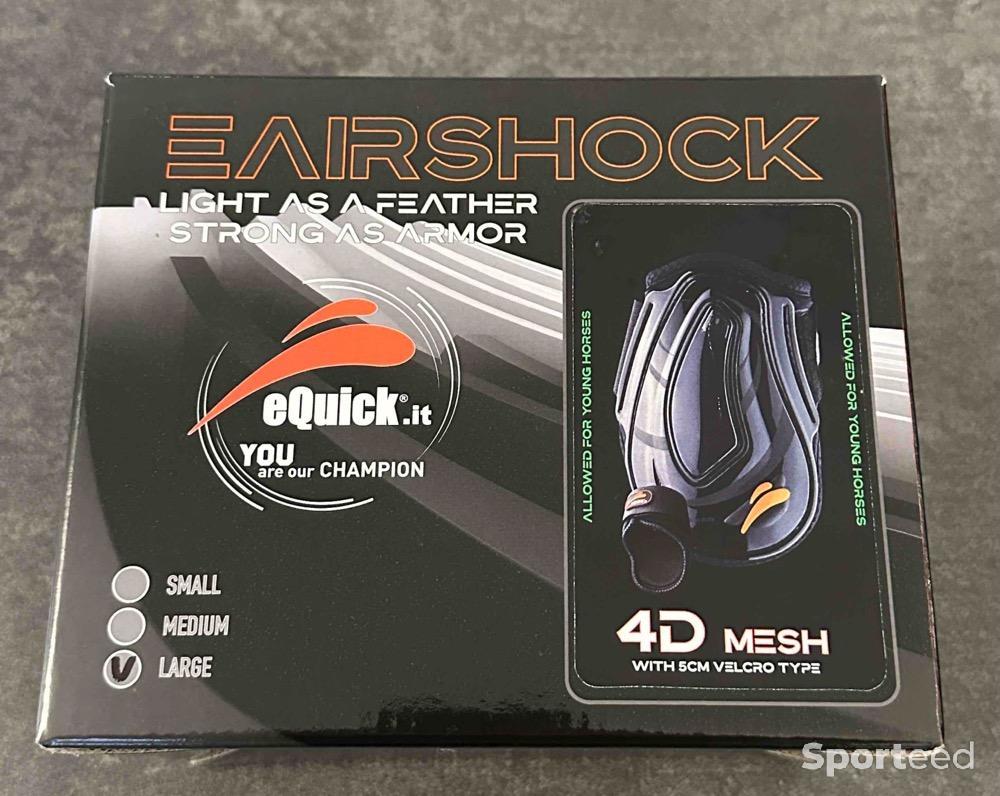 EAIRSHOCK
LIGHT AS A FEATHER
STRONG AS ARMOR
eQuick®.it
YOU
are our CHAMPION
SMALL
MEDIUM
LARGE
ALLOWED FOR YOUNG HORSES
ALLOWED FOR YOUNG HORSES
4D MESH
WITH 5CM VELCRO TYPE
Sporteed